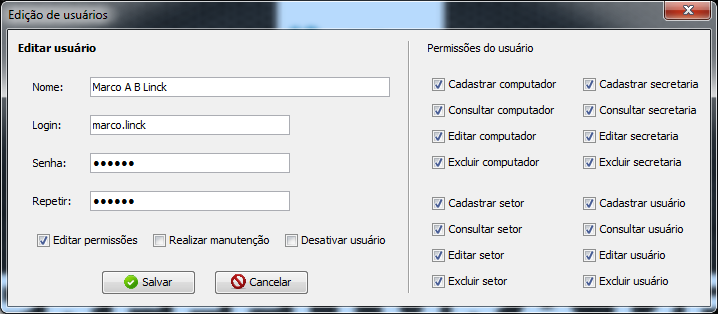 Edição de usuários
Editar usuário
Nome: Marco A B Linck
Login: marco.linck
Senha: ●●●●●●
Repetir: ●●●●●●
Editar permissões Realizar manutenção Desativar usuário
Salvar Cancelar
Permissões do usuário
Cadastrar computador Cadastrar secretaria
Consultar computador Consultar secretaria
Editar computador Editar secretaria
Excluir computador Excluir secretaria
Cadastrar setor Cadastrar usuário
Consultar setor Consultar usuário
Editar setor Editar usuário
Excluir setor Excluir usuário